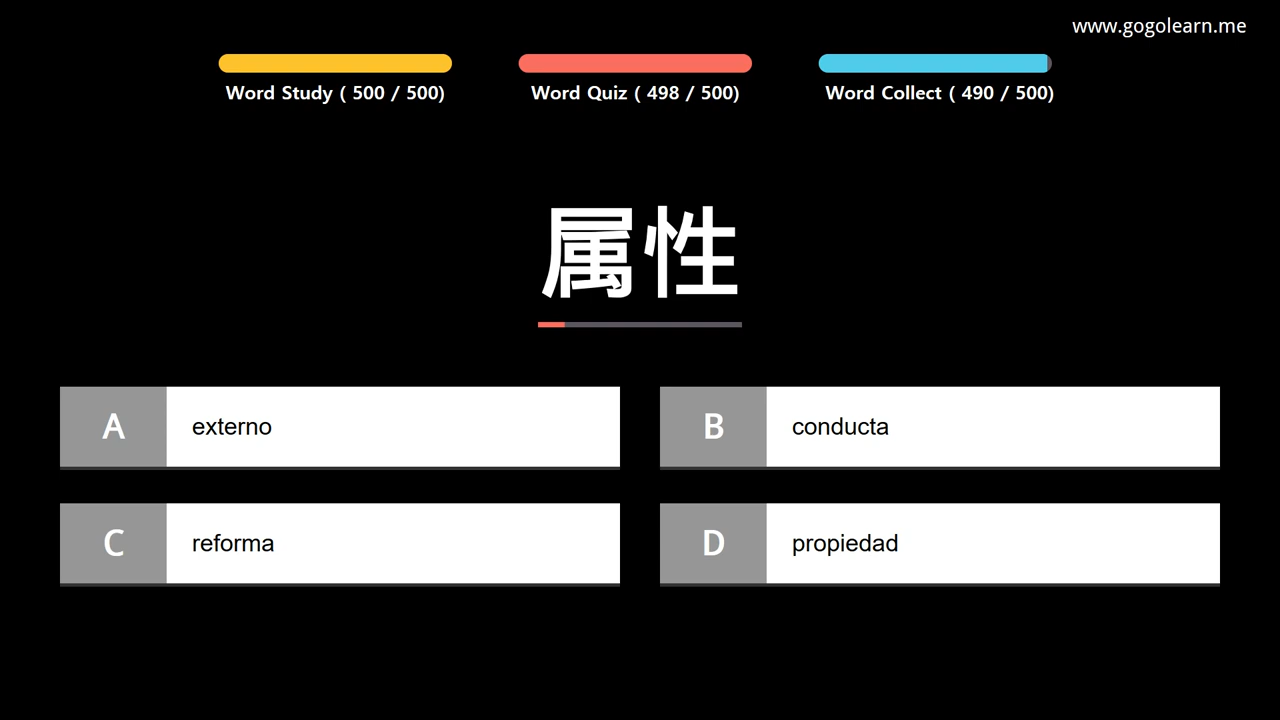 www.gogolearn.me
Word Study ( 500 / 500)
Word Quiz ( 498 / 500)
Word Collect ( 490 / 500)
属性
A externo
B conducta
C reforma
D propiedad